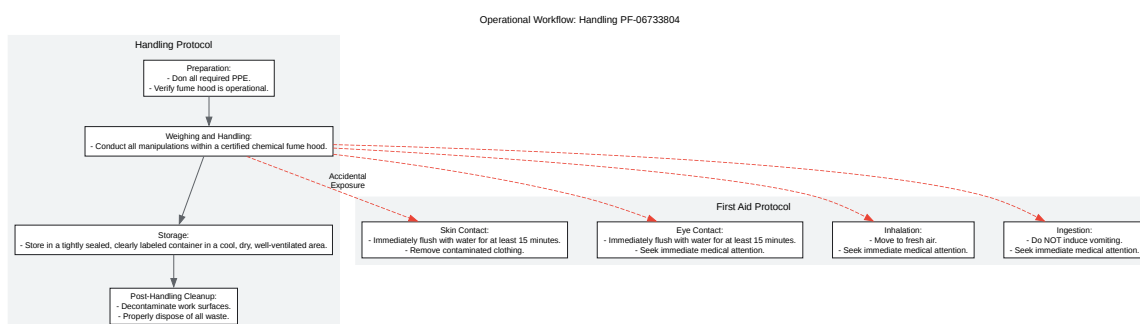 Operational Workflow: Handling PF-06733804
Handling Protocol
Preparation:
- Don all required PPE.
- Verify fume hood is operational.
Weighing and Handling:
- Conduct all manipulations within a certified chemical fume hood.
Accidental
Exposure
Storage:
- Store in a tightly sealed, clearly labeled container in a cool, dry, well-ventilated area.
Post-Handling Cleanup:
- Decontaminate work surfaces.
- Properly dispose of all waste.
First Aid Protocol
Skin Contact:
- Immediately flush with water for at least 15 minutes.
- Remove contaminated clothing.
Eye Contact:
- Immediately flush with water for at least 15 minutes.
- Seek immediate medical attention.
Inhalation:
- Move to fresh air.
- Seek immediate medical attention.
Ingestion:
- Do NOT induce vomiting.
- Seek immediate medical attention.